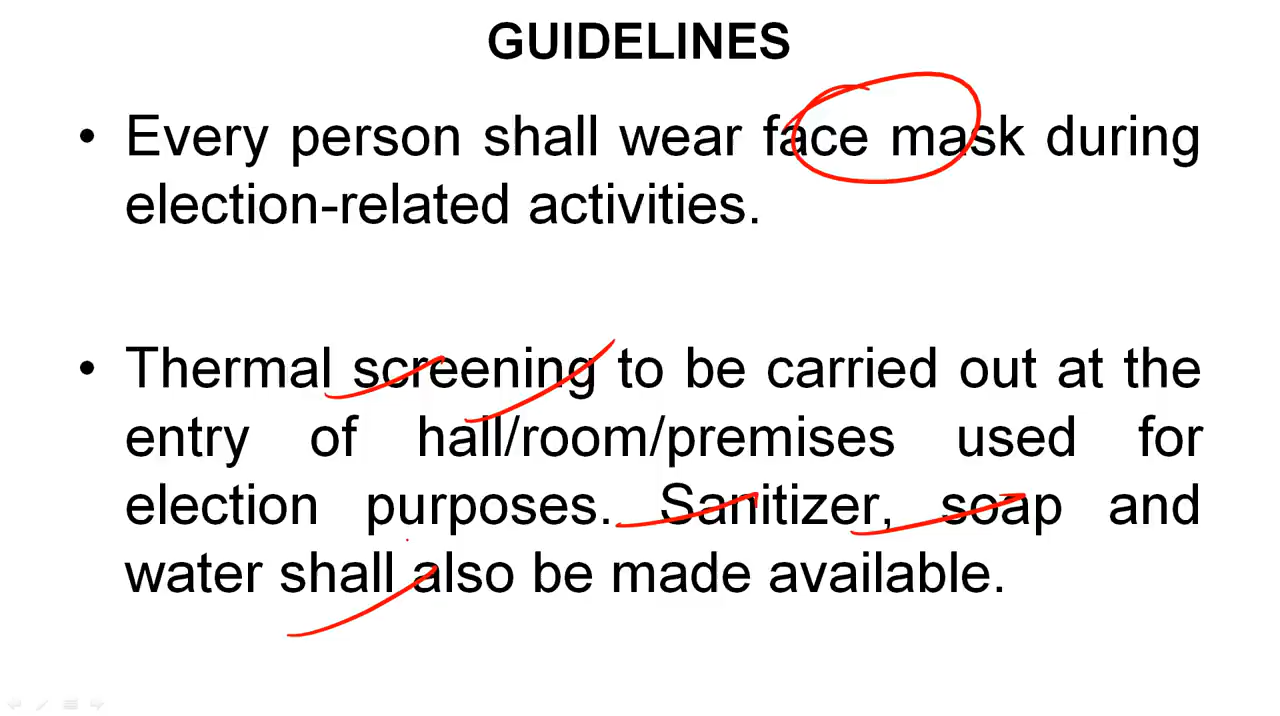 GUIDELINES
• Every person shall wear face mask during
election-related activities.
• Thermal screening to be carried out at the
entry of hall/room/premises used for
election purposes. Sanitizer, soap and
water shall also be made available.